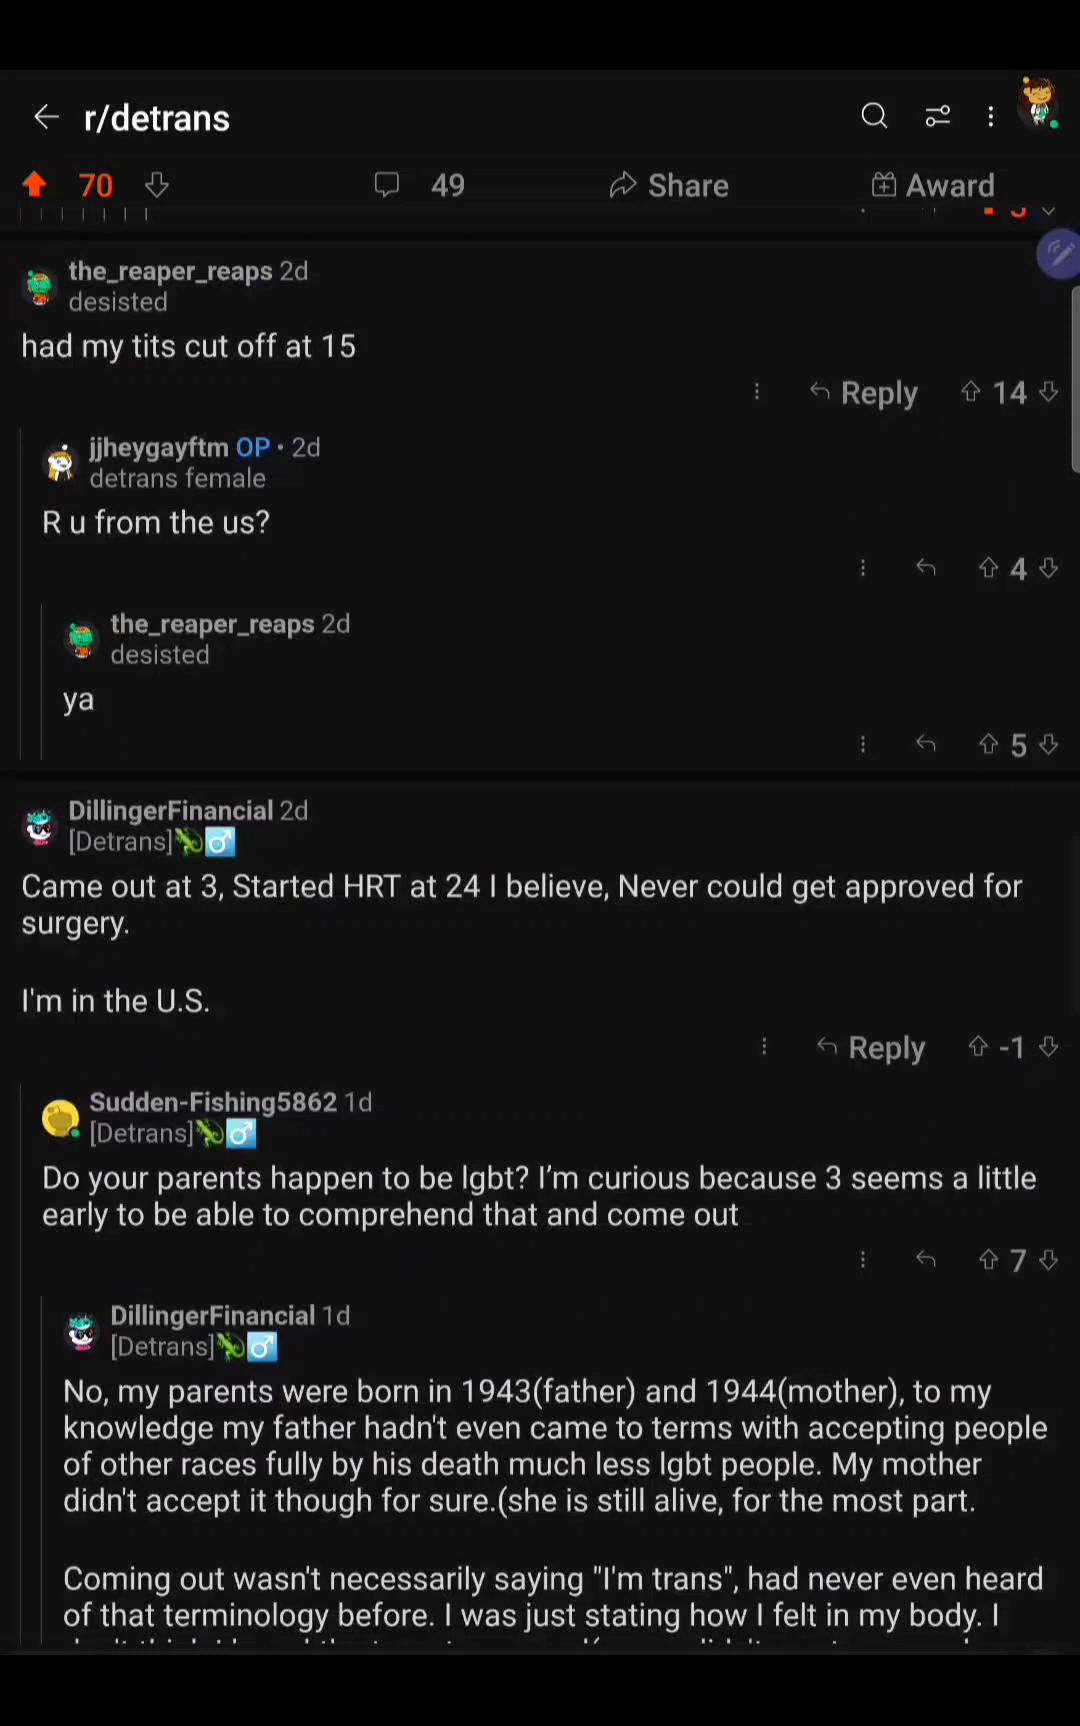 r/detrans
70
49
Share
Award
the_reaper_reaps 2d
desisted
had my tits cut off at 15
Reply
14
jjheygayftm OP • 2d
detrans female
R u from the us?
4
the_reaper_reaps 2d
desisted
ya
5
DillingerFinancial 2d
[Detrans]🦎♂️
Came out at 3, Started HRT at 24 I believe, Never could get approved for
surgery.
I'm in the U.S.
Reply
-1
Sudden-Fishing5862 1d
[Detrans]🦎♂️
Do your parents happen to be lgbt? I’m curious because 3 seems a little
early to be able to comprehend that and come out
7
DillingerFinancial 1d
[Detrans]🦎♂️
No, my parents were born in 1943(father) and 1944(mother), to my
knowledge my father hadn't even came to terms with accepting people
of other races fully by his death much less lgbt people. My mother
didn't accept it though for sure.(she is still alive, for the most part.
Coming out wasn't necessarily saying "I'm trans", had never even heard
of that terminology before. I was just stating how I felt in my body. I